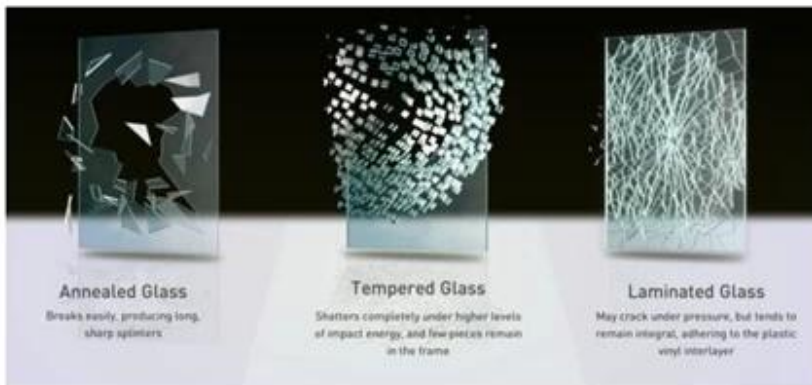 Annealed Glass
Breaks easily, producing long,
sharp splinters
Tempered Glass
Shatters completely under higher levels
of impact energy, and few pieces remain
in the frame
Laminated Glass
May crack under pressure, but tends to
remain integral, adhering to the plastic
vinyl interlayer